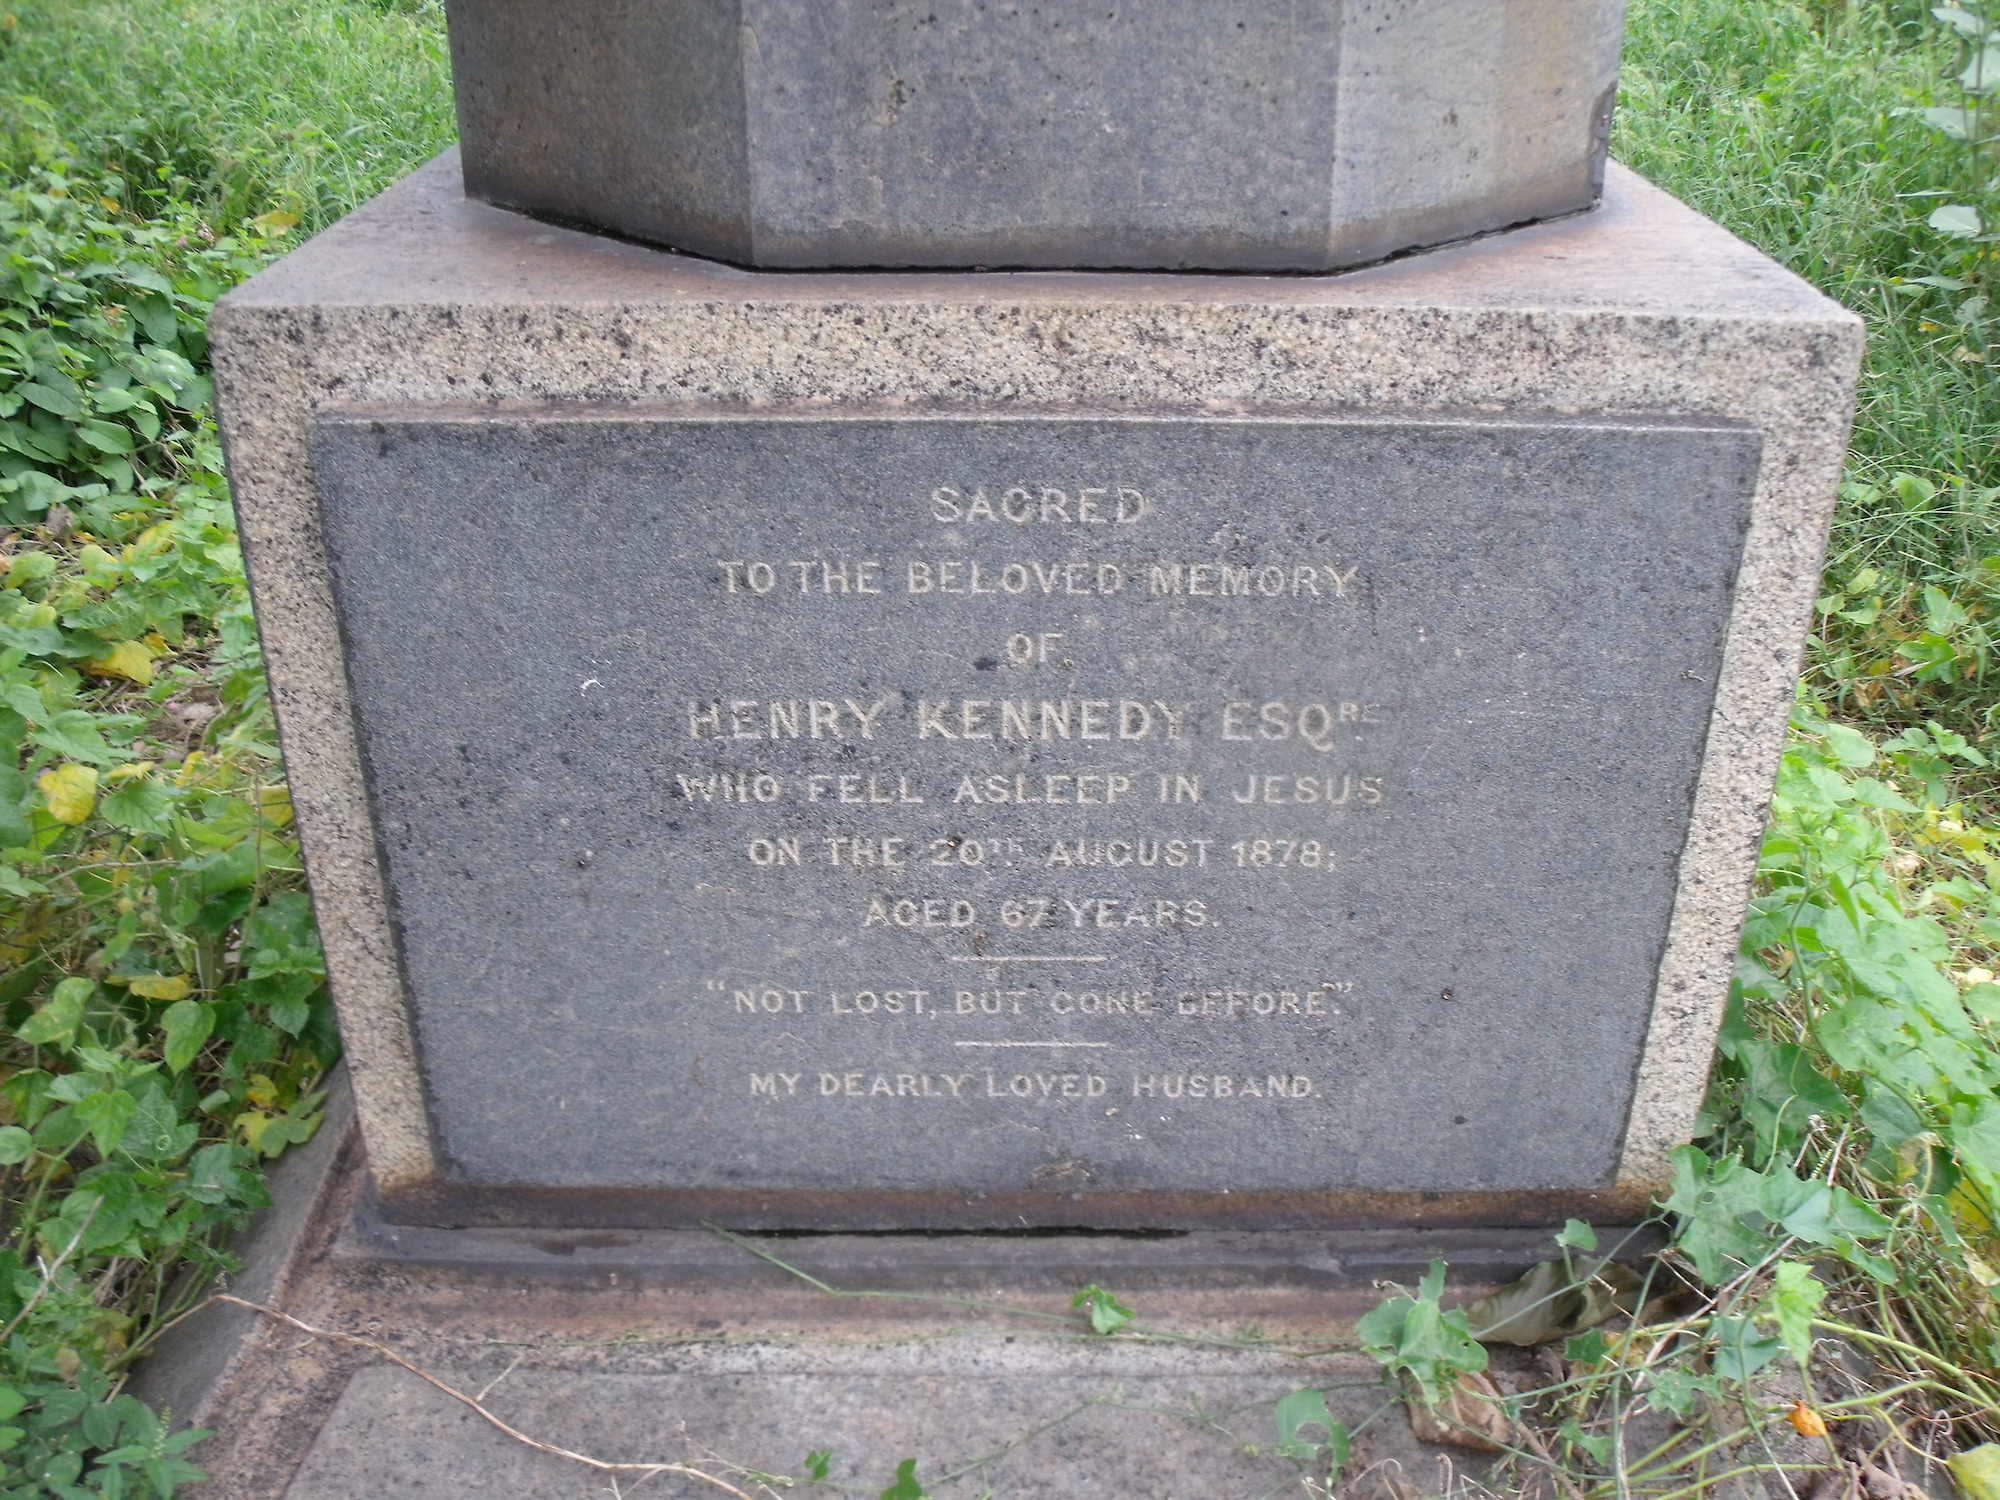 SACRED
TO THE BELOVED MEMORY
OF
HENRY KENNEDY ESQRE.
WHO FELL ASLEEP IN JESUS
ON THE 20TH AUGUST 1878;
AGED 67 YEARS.
"NOT LOST, BUT GONE BEFORE."
MY DEARLY LOVED HUSBAND.